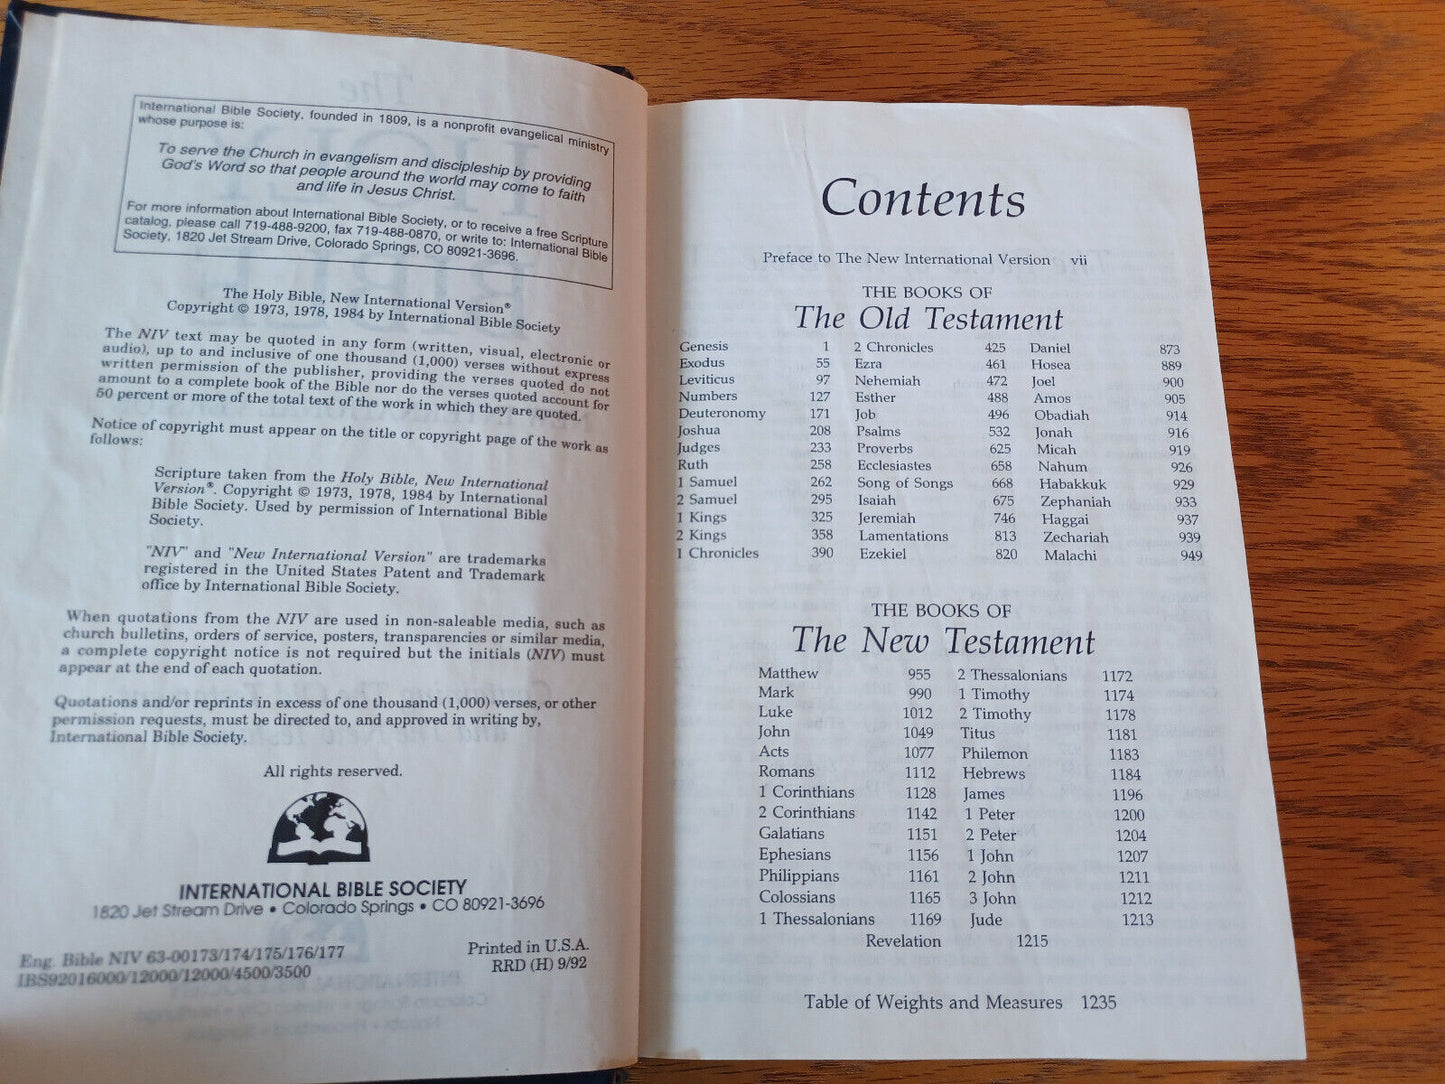 International Bible Society, founded in 1809, is a nonprofit evangelical ministry
whose purpose is:
To serve the Church in evangelism and discipleship by providing
God's Word so that people around the world may come to faith
and life in Jesus Christ.
For more information about International Bible Society, or to receive a free Scripture
catalog, please call 719-488-9200, fax 719-488-0870, or write to: International Bible
Society, 1820 Jet Stream Drive, Colorado Springs, CO 80921-3696.
The Holy Bible, New International Version®
Copyright © 1973, 1978, 1984 by International Bible Society
The NIV text may be quoted in any form (written, visual, electronic or
audio), up to and inclusive of one thousand (1,000) verses without express
written permission of the publisher, providing the verses quoted do not
amount to a complete book of the Bible nor do the verses quoted account for
50 percent or more of the total text of the work in which they are quoted.
Notice of copyright must appear on the title or copyright page of the work as
follows:
Scripture taken from the Holy Bible, New International
Version®. Copyright © 1973, 1978, 1984 by International
Bible Society. Used by permission of International Bible
Society.
"NIV" and "New International Version" are trademarks
registered in the United States Patent and Trademark
office by International Bible Society.
When quotations from the NIV are used in non-saleable media, such as
church bulletins, orders of service, posters, transparencies or similar media,
a complete copyright notice is not required but the initials (NIV) must
appear at the end of each quotation.
Quotations and/or reprints in excess of one thousand (1,000) verses, or other
permission requests, must be directed to, and approved in writing by,
International Bible Society.
All rights reserved.
INTERNATIONAL BIBLE SOCIETY
1820 Jet Stream Drive • Colorado Springs • CO 80921-3696
Eng. Bible NIV 63-00173/174/175/176/177
IBS92016000/12000/12000/4500/3500
Printed in U.S.A.
RRD (H) 9/92
Contents
Preface to The New International Version vii
THE BOOKS OF
The Old Testament
Genesis 1
Exodus 55
Leviticus 97
Numbers 127
Deuteronomy 171
Joshua 208
Judges 233
Ruth 258
1 Samuel 262
2 Samuel 295
1 Kings 325
2 Kings 358
1 Chronicles 390
2 Chronicles 425
Ezra 461
Nehemiah 472
Esther 488
Job 496
Psalms 532
Proverbs 625
Ecclesiastes 658
Song of Songs 668
Isaiah 675
Jeremiah 746
Lamentations 813
Ezekiel 820
Daniel 873
Hosea 889
Joel 900
Amos 905
Obadiah 914
Jonah 916
Micah 919
Nahum 926
Habakkuk 929
Zephaniah 933
Haggai 937
Zechariah 939
Malachi 949
THE BOOKS OF
The New Testament
Matthew 955
Mark 990
Luke 1012
John 1049
Acts 1077
Romans 1112
1 Corinthians 1128
2 Corinthians 1142
Galatians 1151
Ephesians 1156
Philippians 1161
Colossians 1165
1 Thessalonians 1169
2 Thessalonians 1172
1 Timothy 1174
2 Timothy 1178
Titus 1181
Philemon 1183
Hebrews 1184
James 1196
1 Peter 1200
2 Peter 1204
1 John 1207
2 John 1211
3 John 1212
Jude 1213
Revelation 1215
Table of Weights and Measures 1235